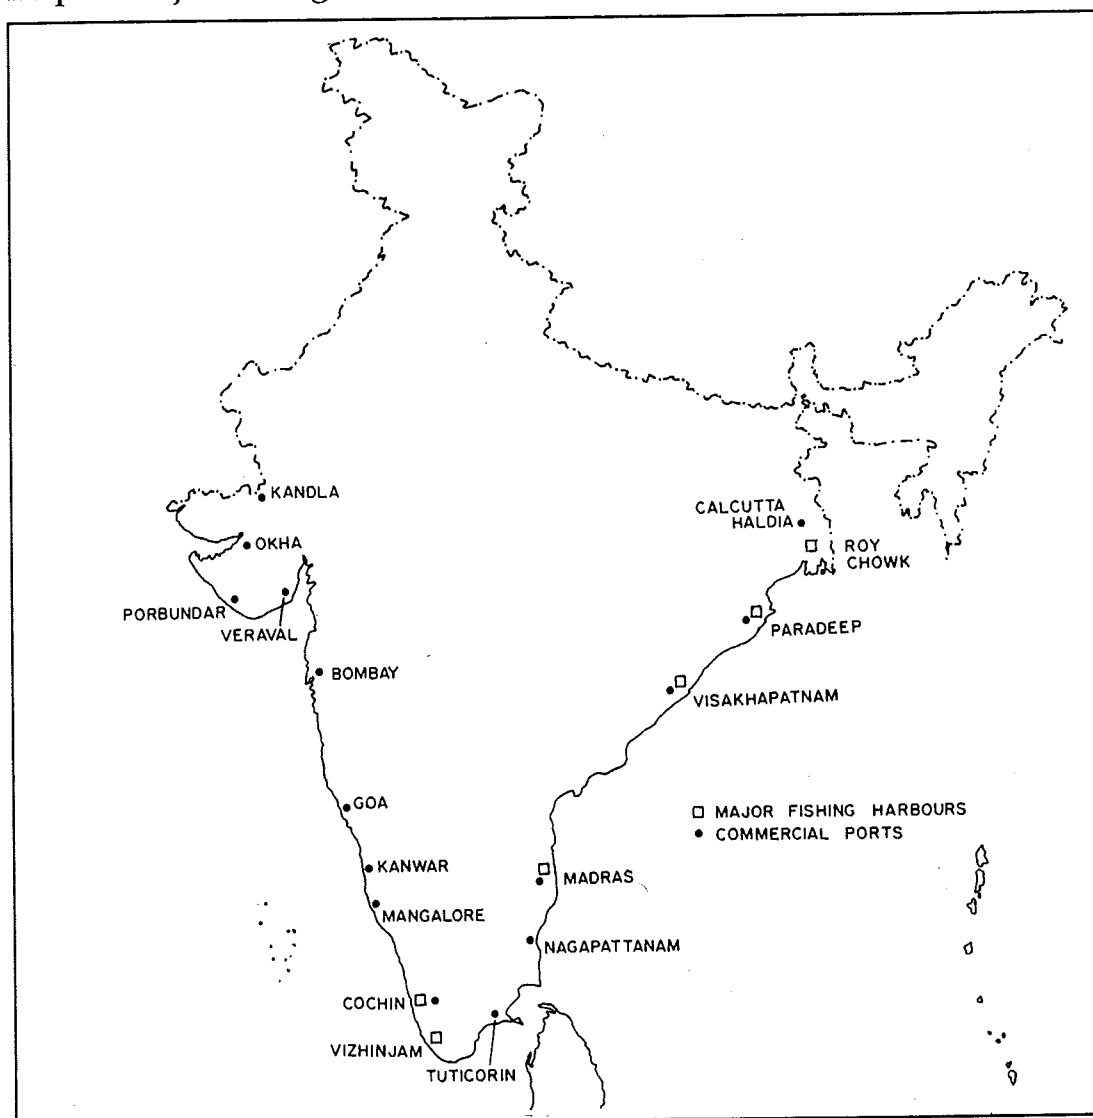 KANDLA
CALCUTTA
HALDIA
OKHA
ROY
CHOWK
PORBUNDAR
VERAVAL
PARADEEP
BOMBAY
VISAKHAPATNAM
GOA
MAJOR FISHING HARBOURS
COMMERCIAL PORTS
KANWAR
MADRAS
MANGALORE
NAGAPATTANAM
COCHIN
VIZHINJAM
TUTICORIN